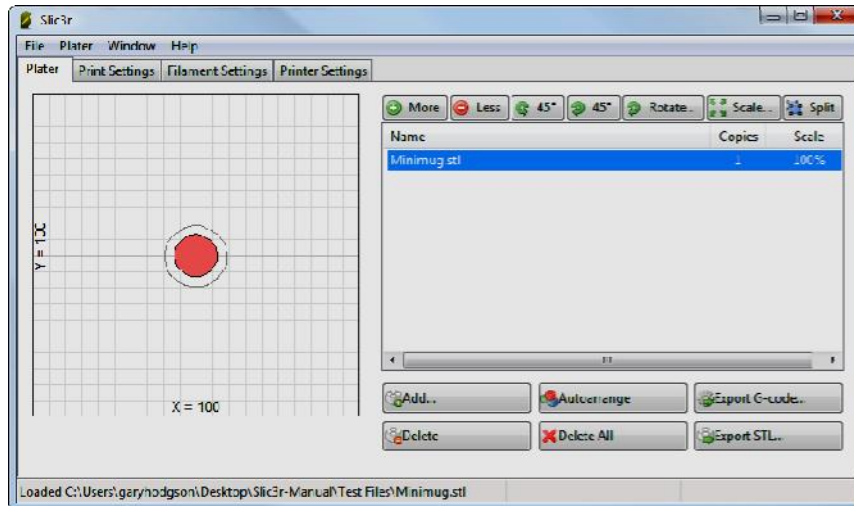 Slic3r
File Plater Window Help
Plater Print Settings Filament Settings Printer Settings
More Less 45° 45° Rotate... Scale... Split
Name Copies Scale
Minimug.stl 1 100%
Y = 100
X = 100
Add... Autoarrange Export G-code...
Delete Delete All Export STL...
Loaded C:\Users\garyhodgson\Desktop\Slic3r-Manual\Test Files\Minimug.stl